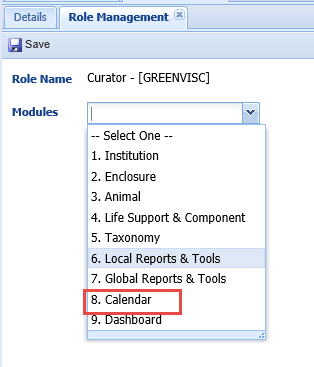 Details
Role Management
Save
Role Name Curator - [GREENVISC]
Modules
-- Select One --
1. Institution
2. Enclosure
3. Animal
4. Life Support & Component
5. Taxonomy
6. Local Reports & Tools
7. Global Reports & Tools
8. Calendar
9. Dashboard